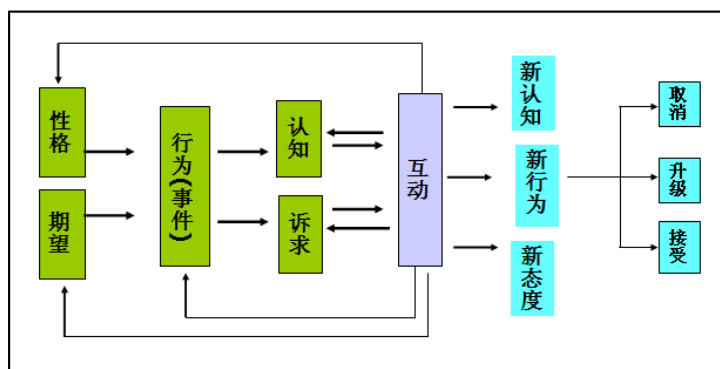 性格
期望
行为(事件)
认知
诉求
互动
新认知
新行为
新态度
取消
升级
接受